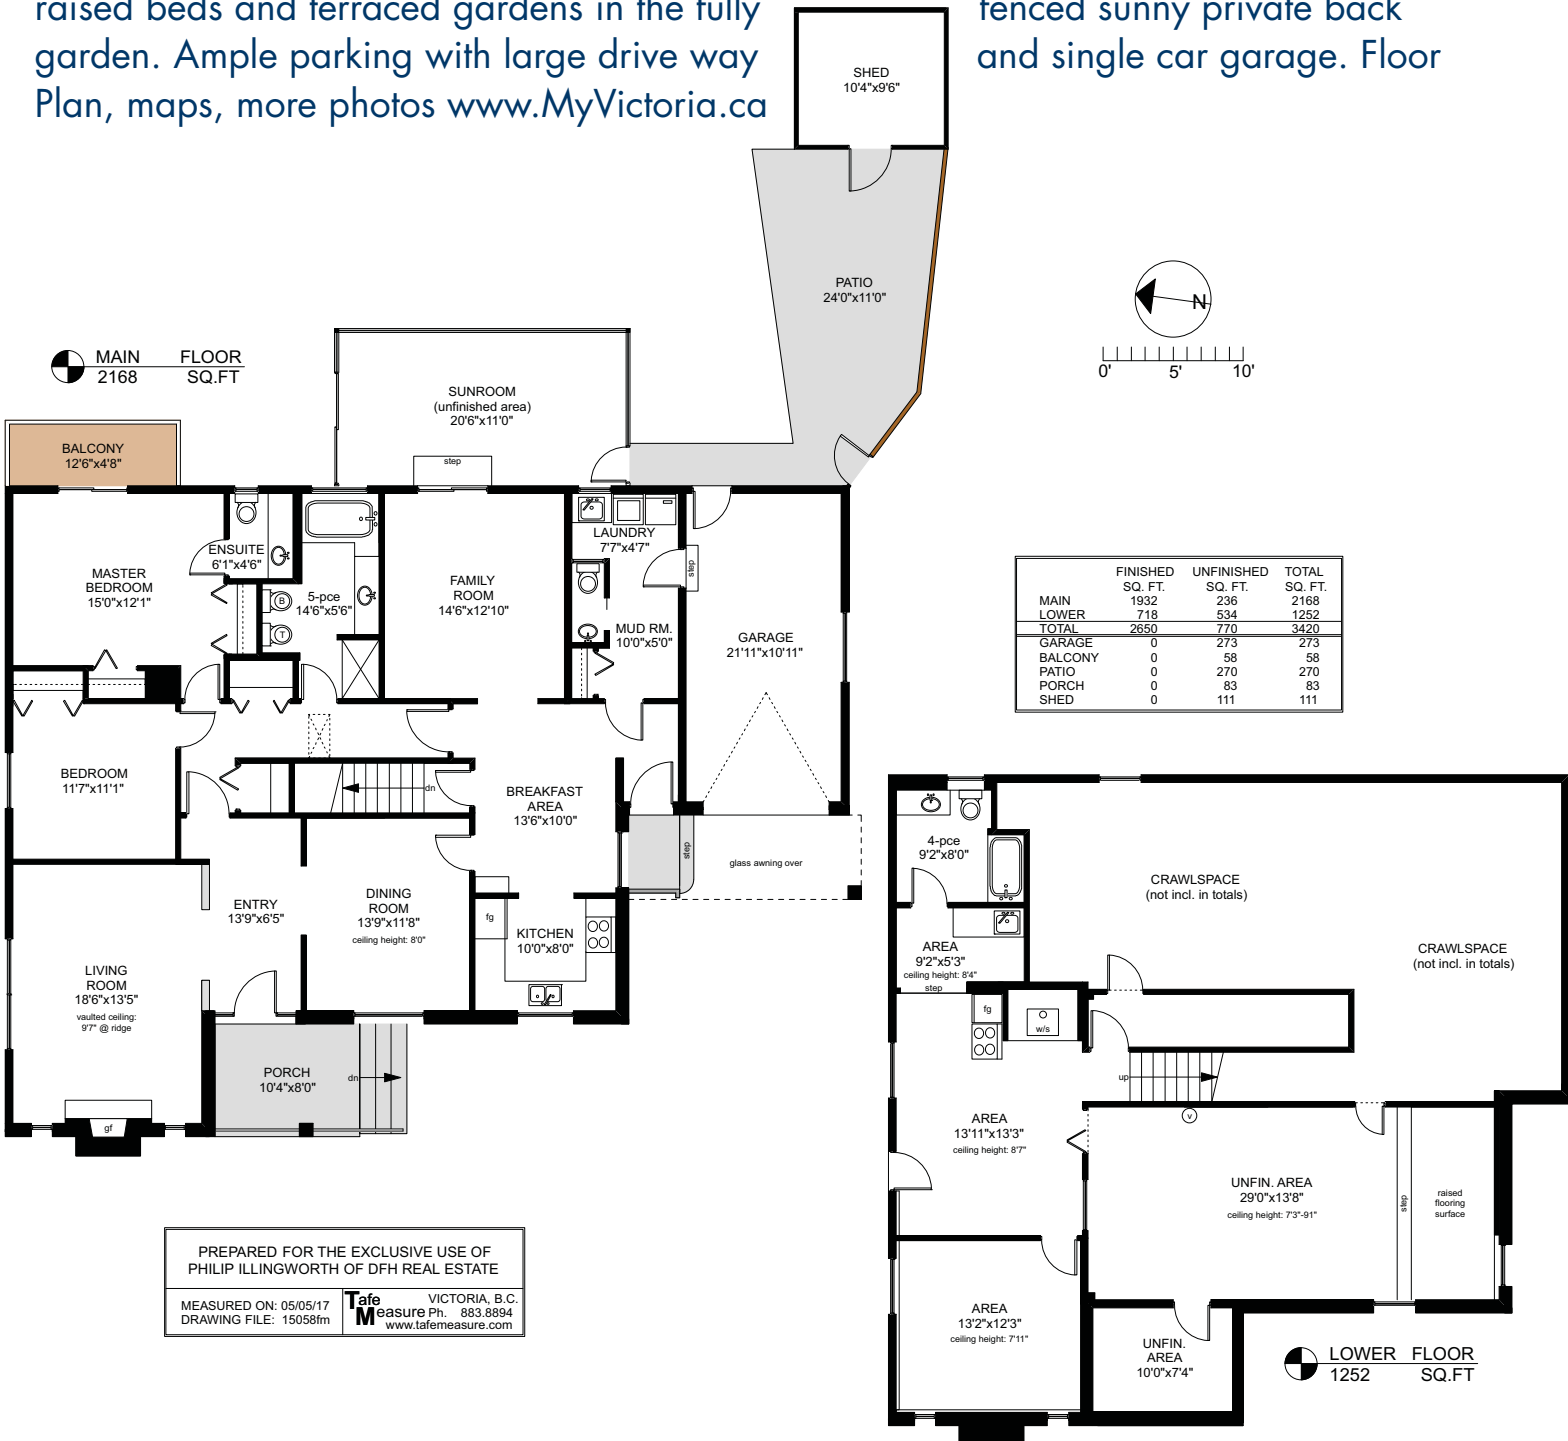 raised beds and terraced gardens in the fully
fenced sunny private back
garden. Ample parking with large drive way
and single car garage. Floor
Plan, maps, more photos www.MyVictoria.ca
SHED
10'4"x9'6"
PATIO
24'0"x11'0"
N
0' 5' 10'
MAIN FLOOR
2168 SQ.FT
SUNROOM
(unfinished area)
20'6"x11'0"
step
BALCONY
12'6"x4'8"
ENSUITE
6'1"x4'6"
MASTER
BEDROOM
15'0"x12'1"
5-pce
14'6"x5'6"
B
T
FAMILY
ROOM
14'6"x12'10"
LAUNDRY
7'7"x4'7"
step
MUD RM.
10'0"x5'0"
GARAGE
21'11"x10'11"
FINISHED UNFINISHED TOTAL
SQ. FT. SQ. FT. SQ. FT.
MAIN 1932 236 2168
LOWER 718 534 1252
TOTAL 2650 770 3420
GARAGE 0 273 273
BALCONY 0 58 58
PATIO 0 270 270
PORCH 0 83 83
SHED 0 111 111
BEDROOM
11'7"x11'1"
dn
BREAKFAST
AREA
13'6"x10'0"
step
glass awning over
ENTRY
13'9"x6'5"
DINING
ROOM
13'9"x11'8"
ceiling height: 8'0"
fg
KITCHEN
10'0"x8'0"
LIVING
ROOM
18'6"x13'5"
vaulted ceiling:
9'7" @ ridge
PORCH
10'4"x8'0"
dn
gf
4-pce
9'2"x8'0"
CRAWLSPACE
(not incl. in totals)
CRAWLSPACE
(not incl. in totals)
AREA
9'2"x5'3"
ceiling height: 8'4"
step
fg
w/s
up
AREA
13'11"x13'3"
ceiling height: 8'7"
v
UNFIN. AREA
29'0"x13'8"
ceiling height: 7'3"-91"
step
raised
flooring
surface
AREA
13'2"x12'3"
ceiling height: 7'11"
UNFIN.
AREA
10'0"x7'4"
LOWER FLOOR
1252 SQ.FT
PREPARED FOR THE EXCLUSIVE USE OF
PHILIP ILLINGWORTH OF DFH REAL ESTATE
MEASURED ON: 05/05/17
DRAWING FILE: 15058fm
Tafe
Measure
VICTORIA, B.C.
Ph. 883.8894
www.tafemeasure.com